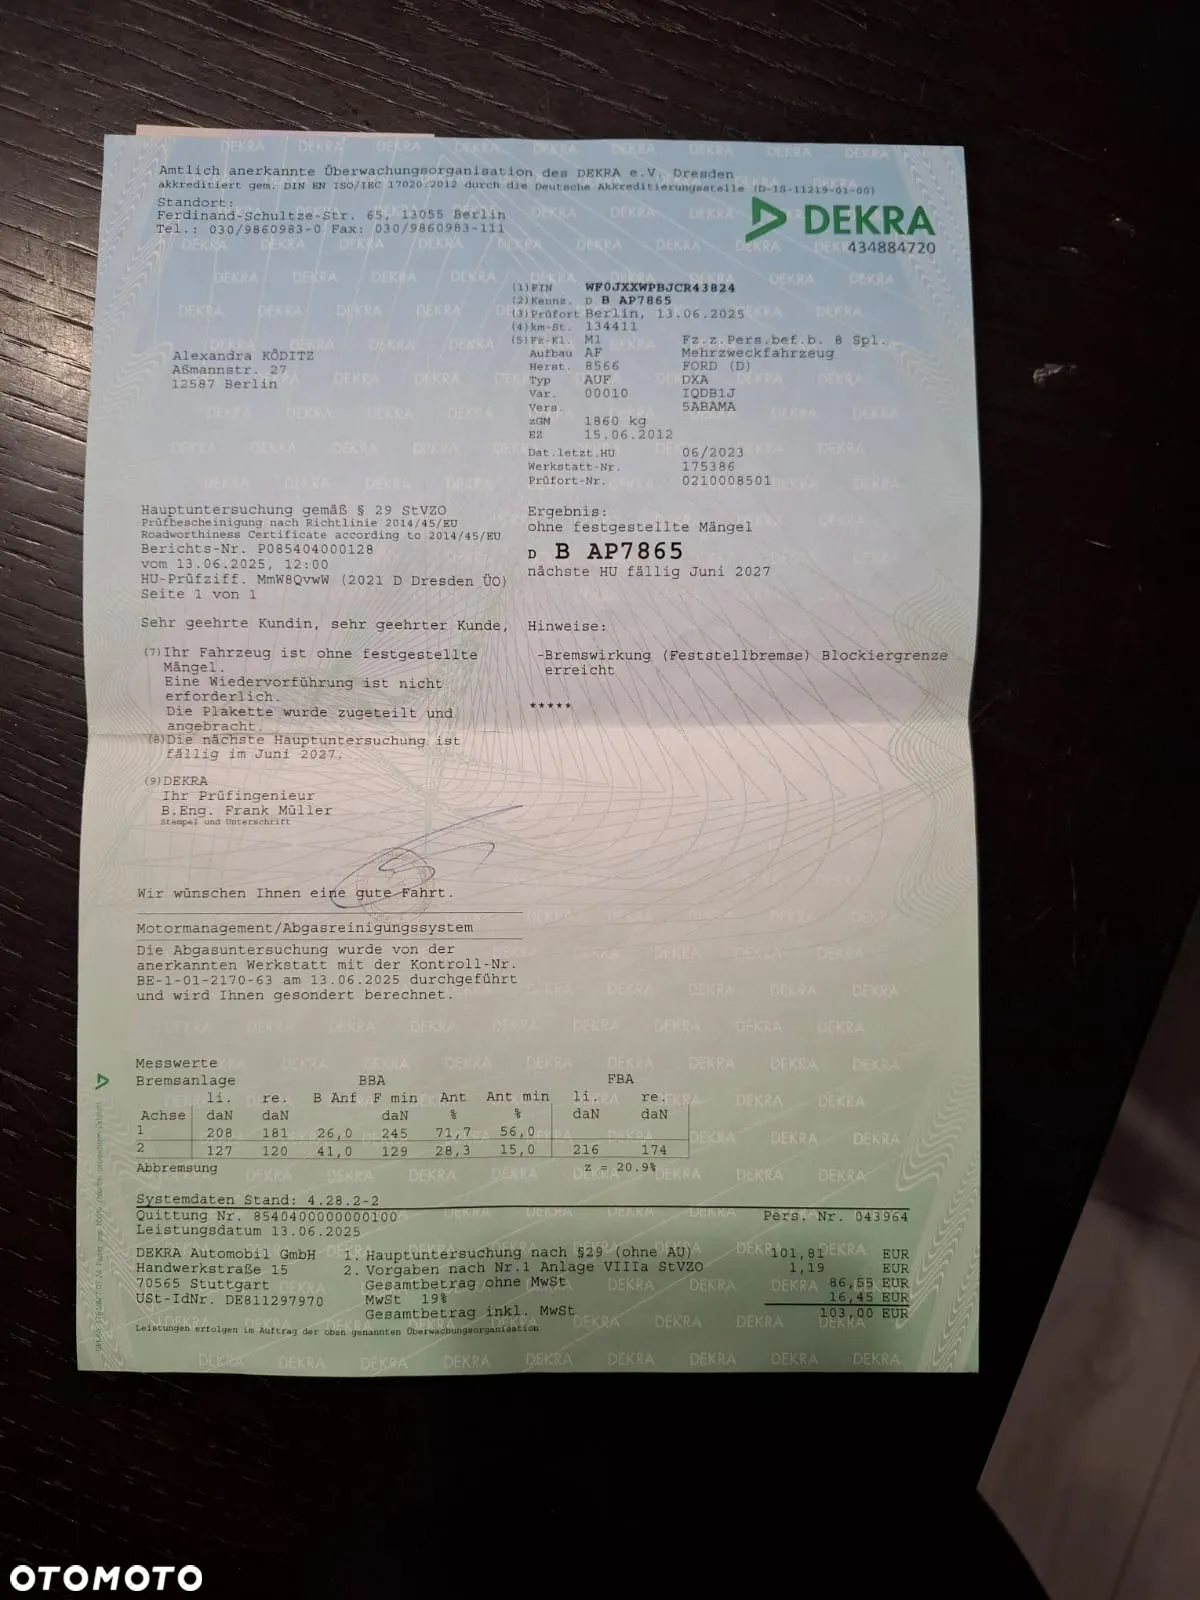 Amtlich anerkannte Überwachungsorganisation des DEKRA e.V. Dresden
akkreditiert gem. DIN EN ISO/IEC 17020:2012 durch die Deutsche Akkreditierungsstelle (D-IS-11219-01-00)
Standort:
Ferdinand-Schultze-Str. 65, 13055 Berlin
Tel.: 030/9860983-0 Fax: 030/9860983-111
DEKRA
434884720
(1)FIN WF0JXXWPBJCR43824
(2)Kennz. D B AP7865
(3)Prüfort Berlin, 13.06.2025
(4)km-St. 134411
(5)Fz-Kl. M1 Fz.z.Pers.bef.b. 8 Spl.
Aufbau AF Mehrzweckfahrzeug
Herst. 8566 FORD (D)
Typ AUF DXA
Var. 00010 IQDB1J
Vers. 5ABAMA
zGM 1860 kg
EZ 15.06.2012
Dat.letzt.HU 06/2023
Werkstatt-Nr. 175386
Prüfort-Nr. 0210008501
Alexandra KÖDITZ
Aßmannstr. 27
12587 Berlin
Hauptuntersuchung gemäß § 29 StVZO
Prüfbescheinigung nach Richtlinie 2014/45/EU
Roadworthiness Certificate according to 2014/45/EU
Berichts-Nr. P085404000128
vom 13.06.2025, 12:00
HU-Prüfziff. MmW8QvwW (2021 D Dresden ÜO)
Seite 1 von 1
Ergebnis:
ohne festgestellte Mängel
D B AP7865
nächste HU fällig Juni 2027
Sehr geehrte Kundin, sehr geehrter Kunde,
(7)Ihr Fahrzeug ist ohne festgestellte
Mängel.
Eine Wiedervorführung ist nicht
erforderlich.
Die Plakette wurde zugeteilt und
angebracht.
(8)Die nächste Hauptuntersuchung ist
fällig im Juni 2027.
Hinweise:
-Bremswirkung (Feststellbremse) Blockiergrenze
erreicht
*****
(9)DEKRA
Ihr Prüfingenieur
B.Eng. Frank Müller
Stempel und Unterschrift
Wir wünschen Ihnen eine gute Fahrt.
Motormanagement/Abgasreinigungssystem
Die Abgasuntersuchung wurde von der
anerkannten Werkstatt mit der Kontroll-Nr.
BE-1-01-2170-63 am 13.06.2025 durchgeführt
und wird Ihnen gesondert berechnet.
Messwerte
Bremsanlage BBA FBA
li. re. B Anf F min Ant Ant min li. re.
Achse daN daN daN % % daN daN
1 208 181 26,0 245 71,7 56,0
2 127 120 41,0 129 28,3 15,0 216 174
Abbremsung z = 20.9%
Systemdaten Stand: 4.28.2-2
Quittung Nr. 8540400000000100 Pers. Nr. 043964
Leistungsdatum 13.06.2025
DEKRA Automobil GmbH 1. Hauptuntersuchung nach §29 (ohne AU) 101,81 EUR
Handwerkstraße 15 2. Vorgaben nach Nr.1 Anlage VIIIa StVZO 1,19 EUR
70565 Stuttgart Gesamtbetrag ohne MwSt 86,55 EUR
USt-IdNr. DE811297970 MwSt 19% 16,45 EUR
Gesamtbetrag inkl. MwSt 103,00 EUR
Leistungen erfolgen im Auftrag der oben genannten Überwachungsorganisation
OTOMOTO